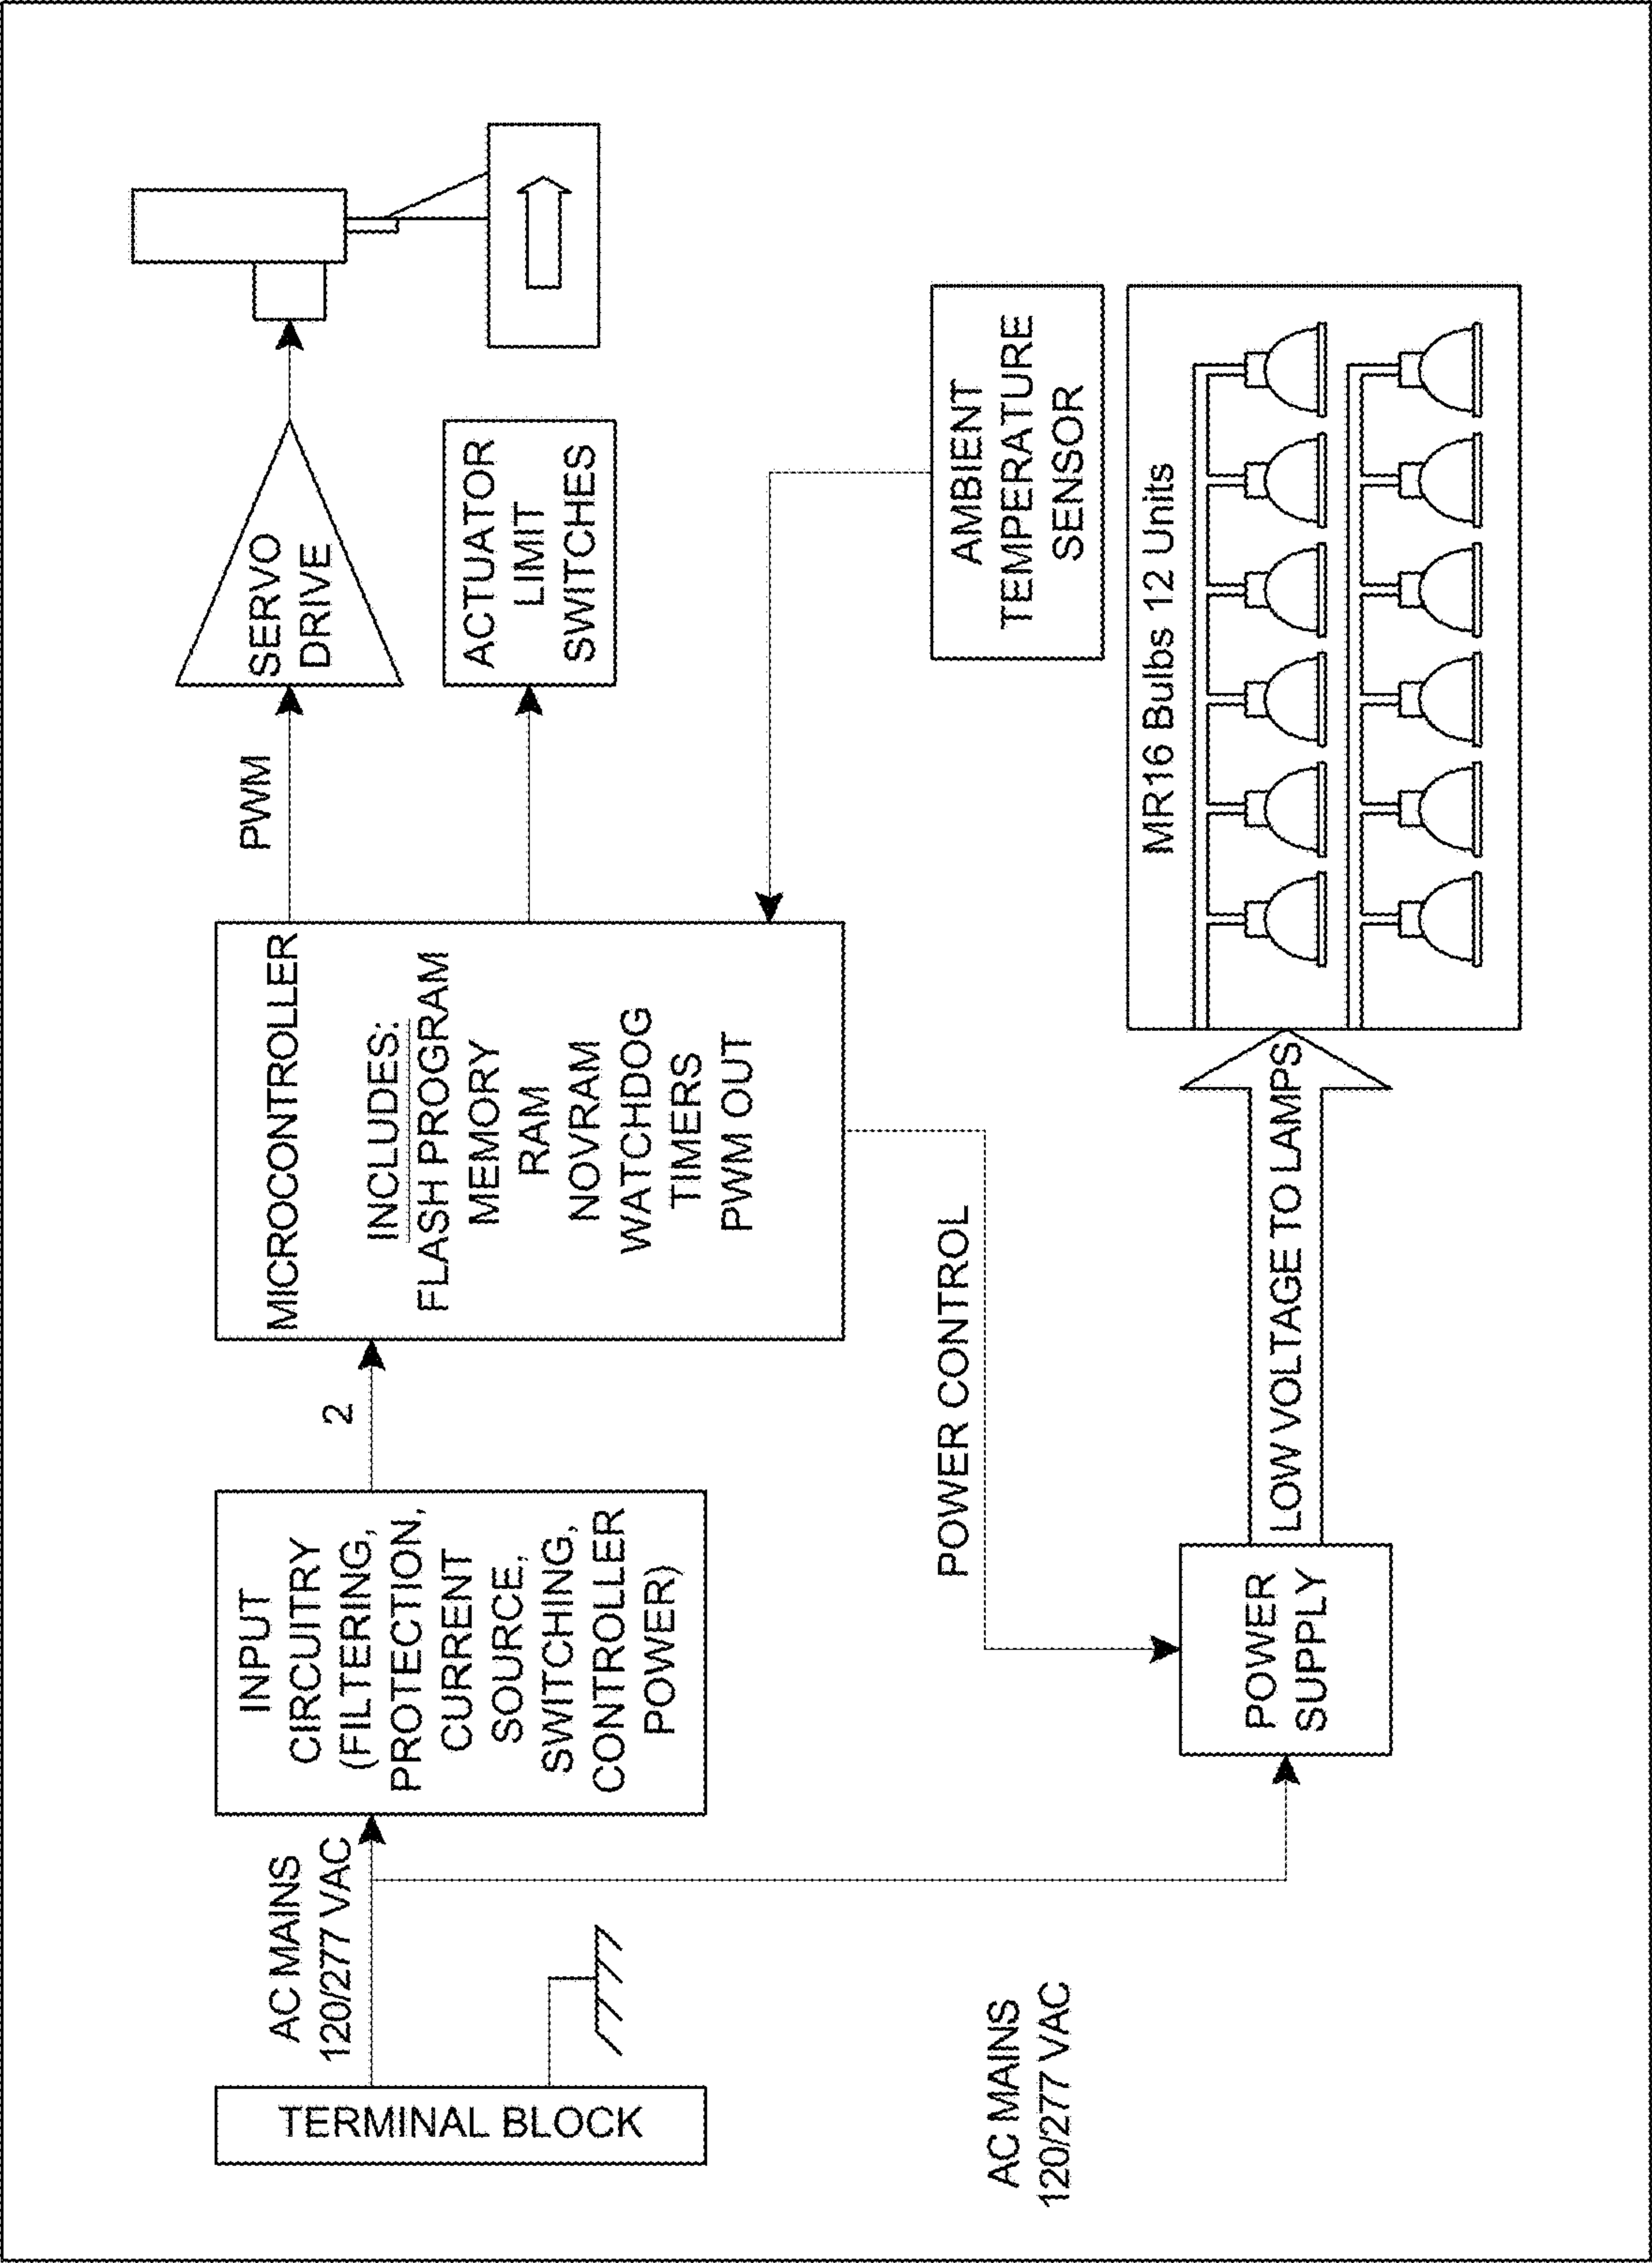 TERMINAL BLOCK
AC MAINS
120/277 VAC
INPUT
CIRCUITRY
(FILTERING,
PROTECTION,
CURRENT
SOURCE,
SWITCHING,
CONTROLLER
POWER)
2
MICROCONTROLLER
INCLUDES:
FLASH PROGRAM
MEMORY
RAM
NOVRAM
WATCHDOG
TIMERS
PWM OUT
PWM
SERVO
DRIVE
ACTUATOR
LIMIT
SWITCHES
AMBIENT
TEMPERATURE
SENSOR
POWER CONTROL
AC MAINS
120/277 VAC
POWER
SUPPLY
LOW VOLTAGE TO LAMPS
MR16 Bulbs 12 Units